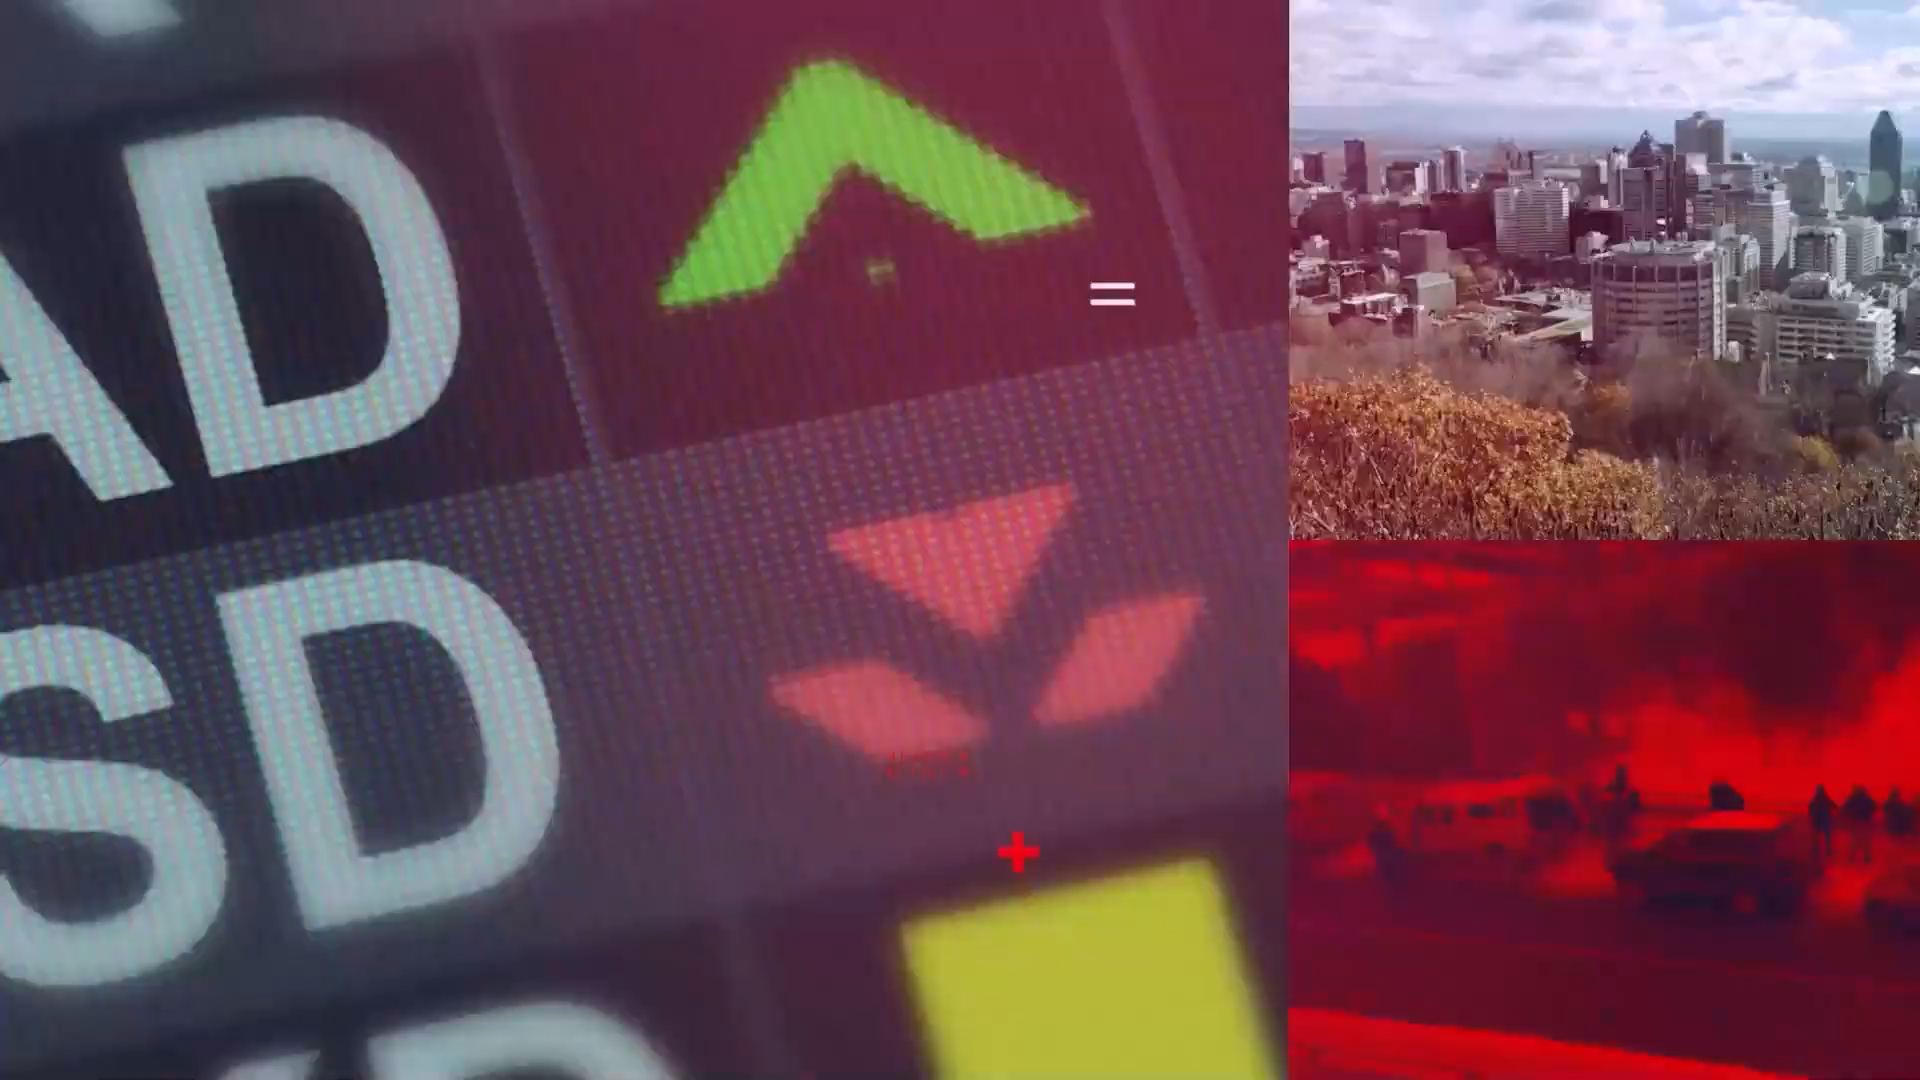 AD
=
SD
+